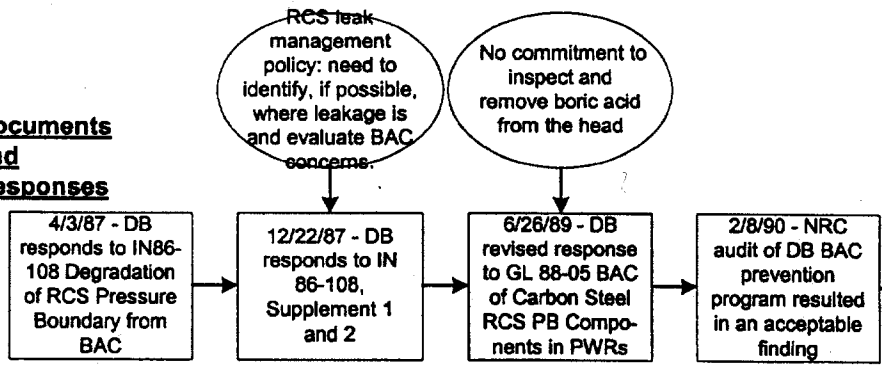 RCS leak
management
policy: need to
identify, if possible,
where leakage is
and evaluate BAC
concerns.
No commitment to
inspect and
remove boric acid
from the head
ocuments
nd
esponses
4/3/87 - DB
responds to IN86-
108 Degradation
of RCS Pressure
Boundary from
BAC
12/22/87 - DB
responds to IN
86-108,
Supplement 1
and 2
6/26/89 - DB
revised response
to GL 88-05 BAC
of Carbon Steel
RCS PB Compo-
nents in PWRs
2/8/90 - NRC
audit of DB BAC
prevention
program resulted
in an acceptable
finding